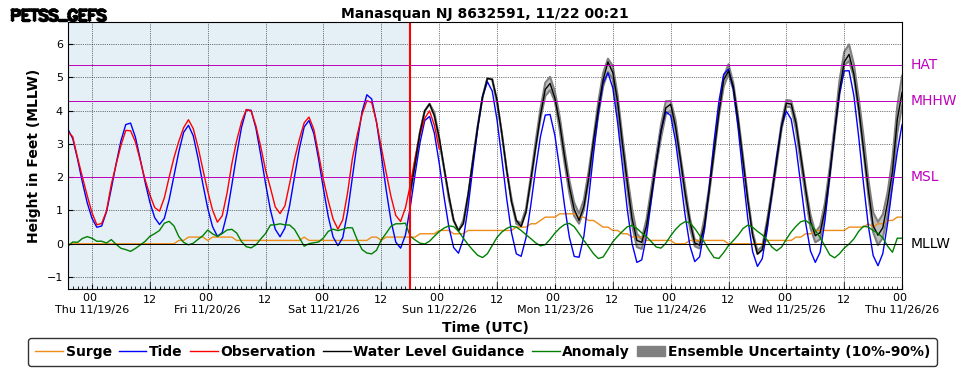 PETSS_GEFS
Manasquan NJ 8632591, 11/22 00:21
Height in Feet (MLLW)
6
5
4
3
2
1
0
−1
HAT
MHHW
MSL
MLLW
00 12 00 12 00 12 00 12 00 12 00 12 00 12 00
Thu 11/19/26 Fri 11/20/26 Sat 11/21/26 Sun 11/22/26 Mon 11/23/26 Tue 11/24/26 Wed 11/25/26 Thu 11/26/26
Time (UTC)
Surge Tide Observation Water Level Guidance Anomaly Ensemble Uncertainty (10%-90%)